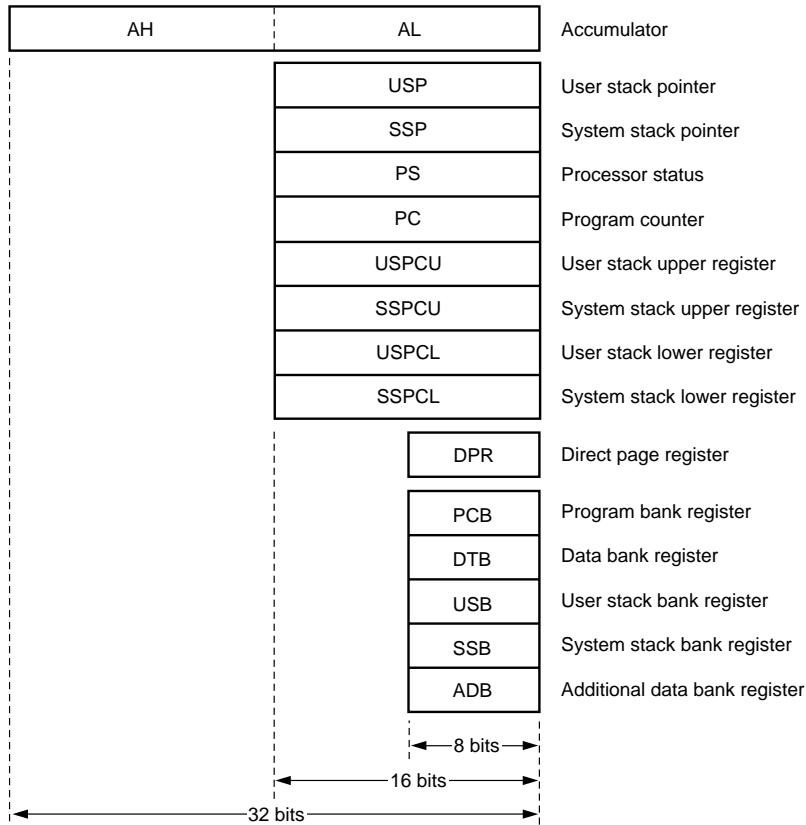 AH AL Accumulator
USP User stack pointer
SSP System stack pointer
PS Processor status
PC Program counter
USPCU User stack upper register
SSPCU System stack upper register
USPCL User stack lower register
SSPCL System stack lower register
DPR Direct page register
PCB Program bank register
DTB Data bank register
USB User stack bank register
SSB System stack bank register
ADB Additional data bank register
8 bits
16 bits
32 bits